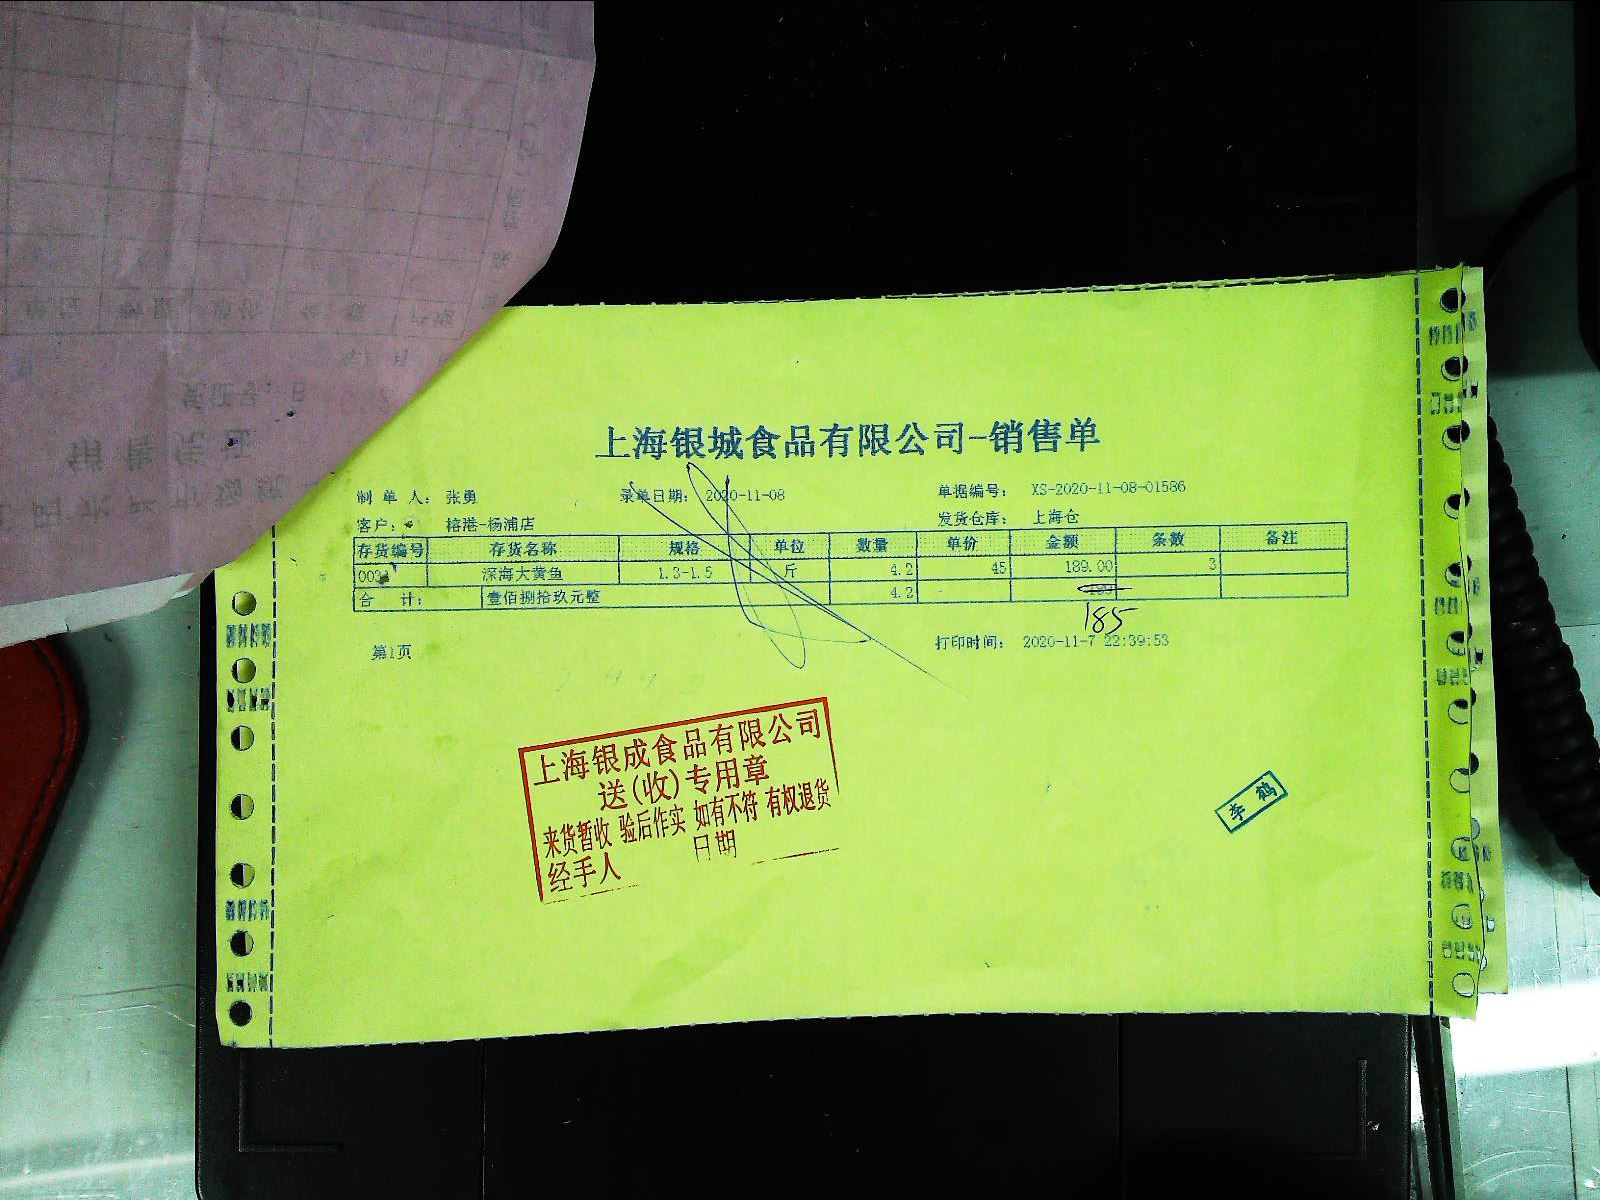 上海银城食品有限公司-销售单
制 单 人: 张勇 录单日期: 2020-11-08 单据编号: XS-2020-11-08-01586
客户: 榕港-杨浦店 发货仓库: 上海仓
存货编号 存货名称 规格 单位 数量 单价 金额 条数 备注
深海大黄鱼 1.3-1.5 斤 4.2 45 189.00 3
合 计: 壹佰捌拾玖元整 4.2
185
第1页 打印时间: 2020-11-7 22:39:53
上海银成食品有限公司
送(收)专用章
来货暂收 验后作实 如有不符 有权退货
经手人 日期
李 鹤